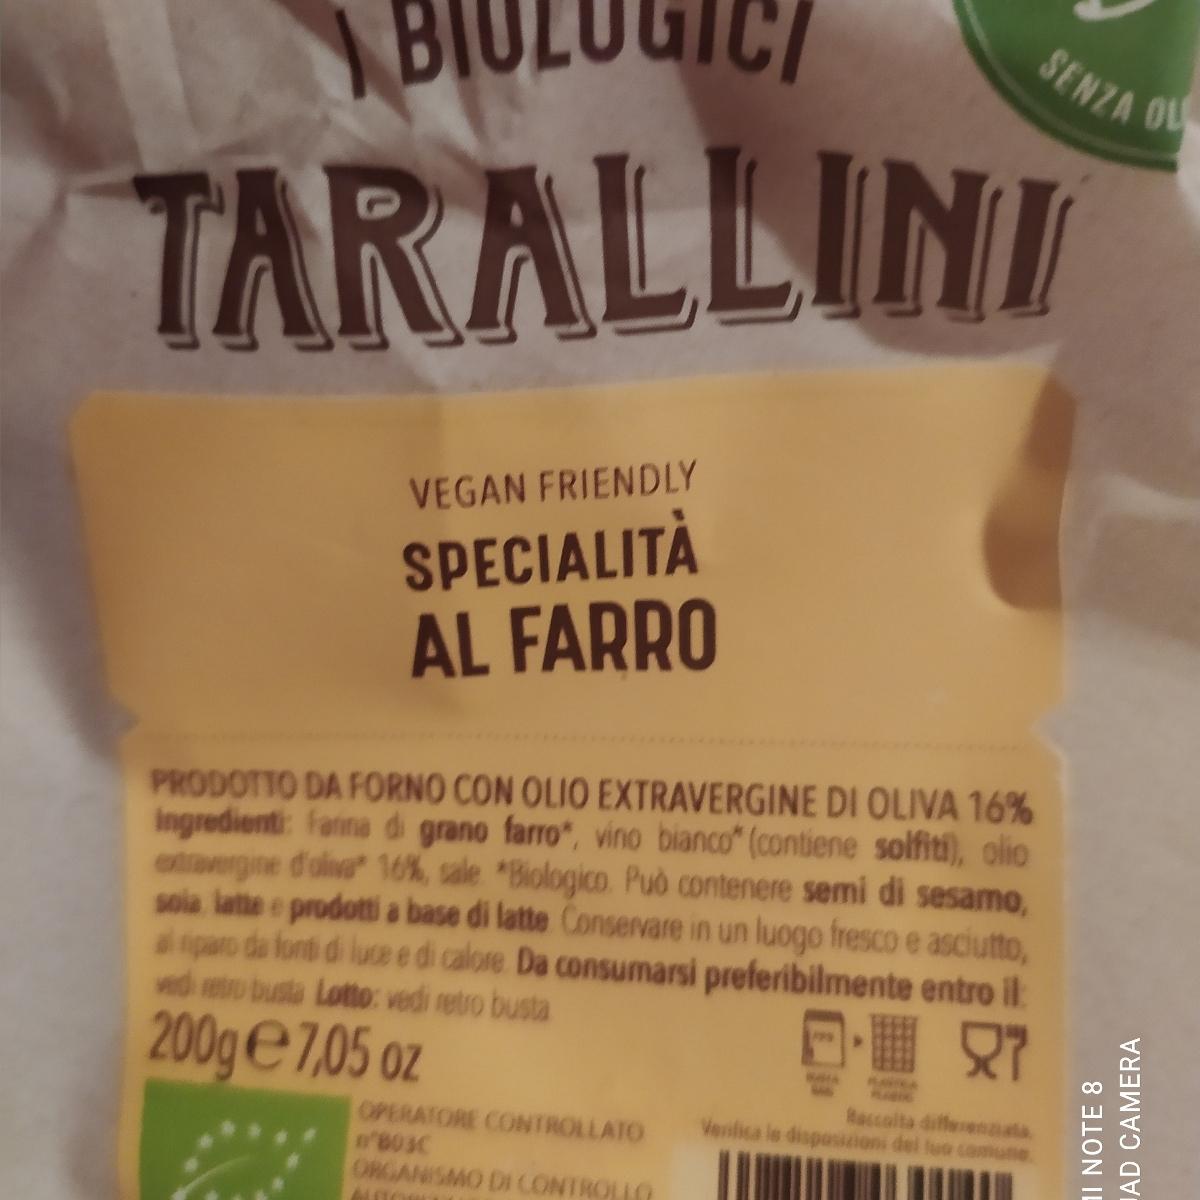 I BIOLOGICI
SENZA
TARALLINI
VEGAN FRIENDLY
SPECIALITÀ
AL FARRO
PRODOTTO DA FORNO CON OLIO EXTRAVERGINE DI OLIVA 16%
Ingredienti: Farina di grano farro*, vino bianco* (contiene solfiti), olio
extravergine d'oliva* 16%, sale. *Biologico. Può contenere semi di sesamo,
soia, latte e prodotti a base di latte. Conservare in un luogo fresco e asciutto,
al riparo da fonti di luce e di calore. Da consumarsi preferibilmente entro il:
vedi retro busta. Lotto: vedi retro busta
200g e 7,05 oz
Raccolta differenziata.
Verifica le disposizioni del tuo comune.
OPERATORE CONTROLLATO
n°B03C
ORGANISMO DI CONTROLLO
NOTE 8
AD CAMERA